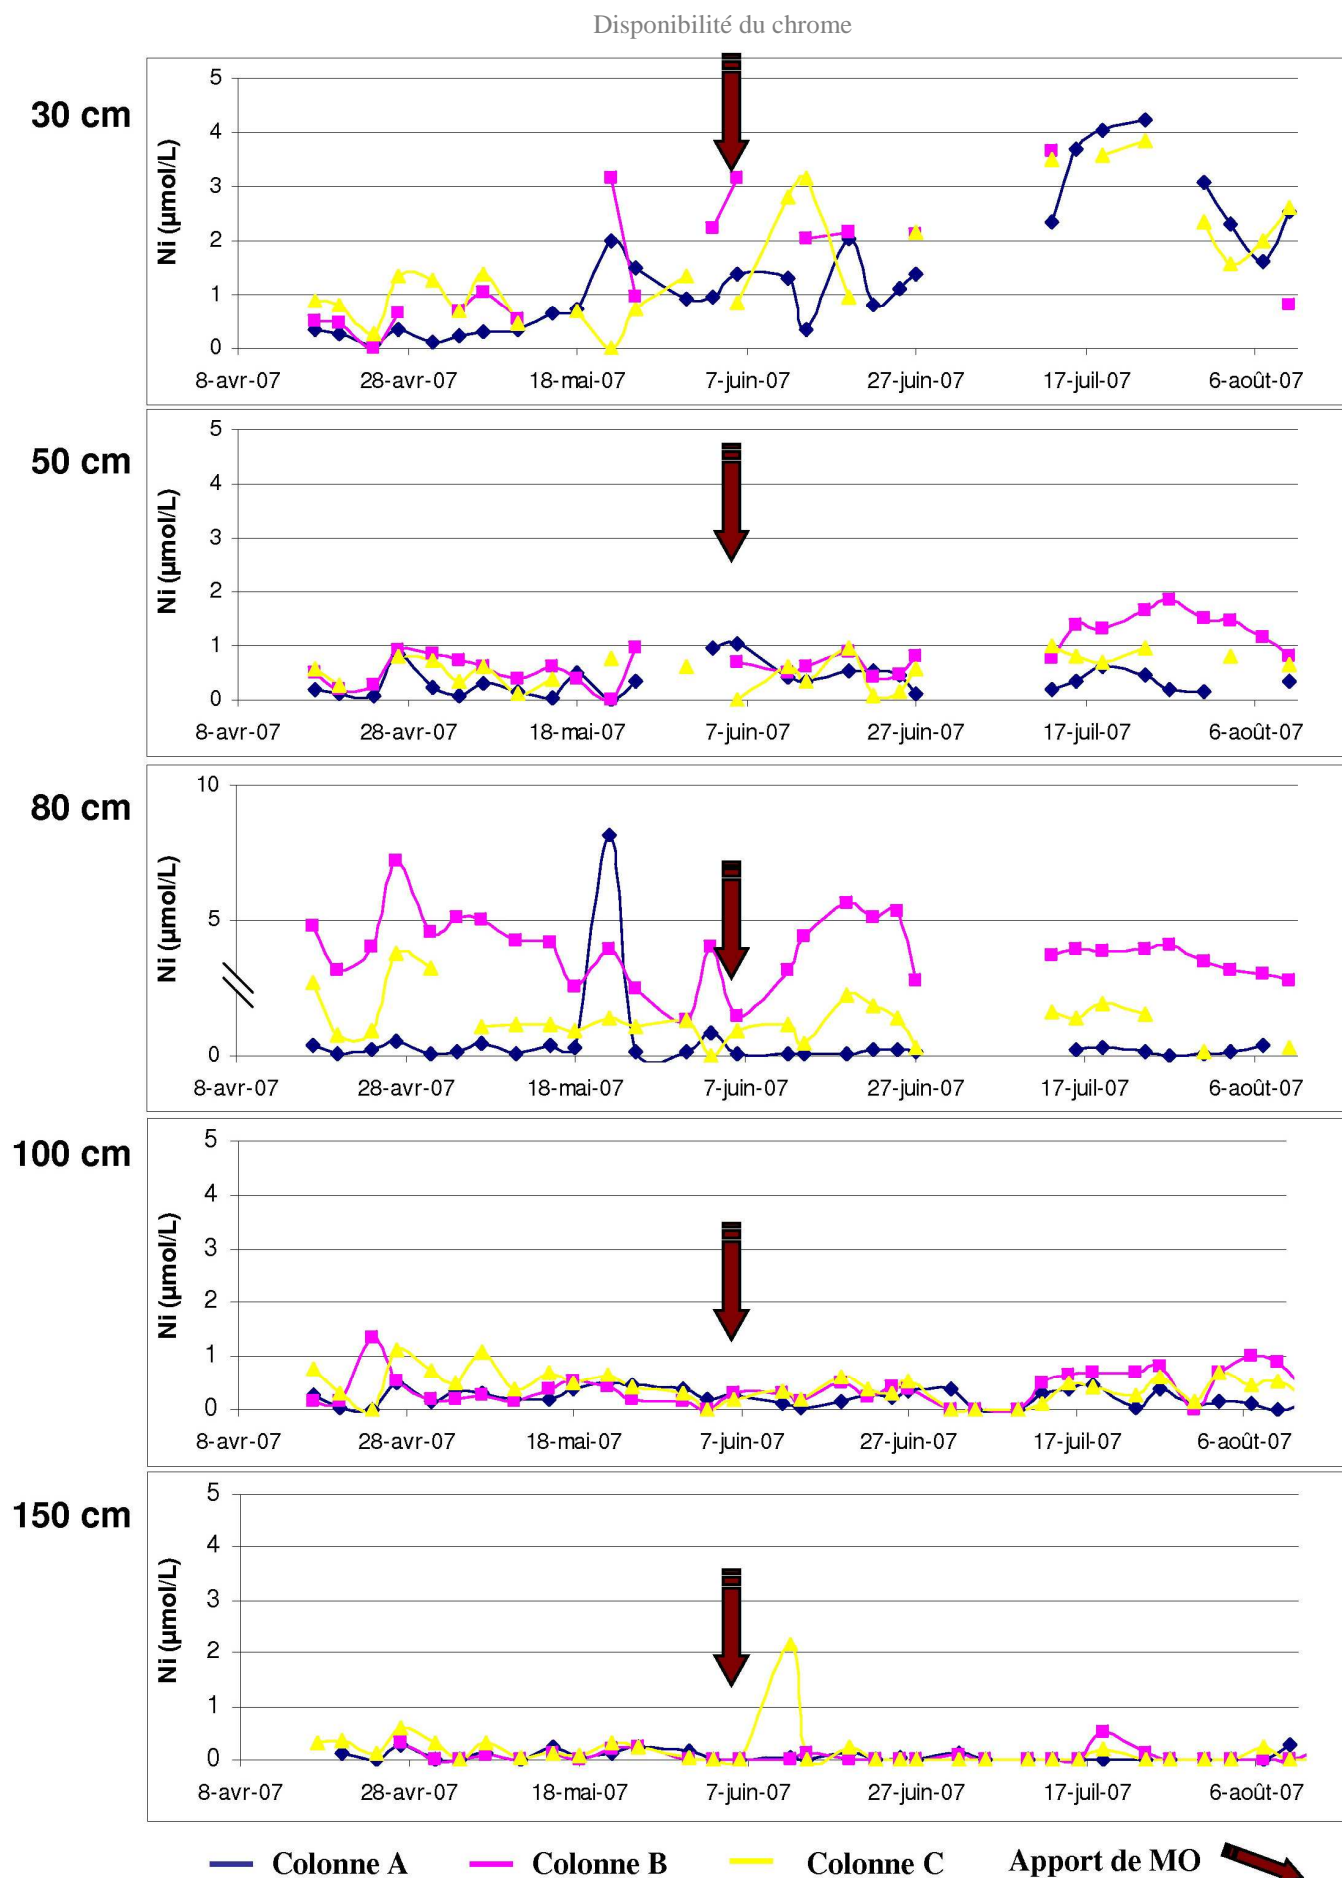 Disponibilité du chrome
30 cm
Ni (µmol/L)
5
4
3
2
1
0
8-avr-07 28-avr-07 18-mai-07 7-juin-07 27-juin-07 17-juil-07 6-août-07
50 cm
Ni (µmol/L)
5
4
3
2
1
0
8-avr-07 28-avr-07 18-mai-07 7-juin-07 27-juin-07 17-juil-07 6-août-07
80 cm
Ni (µmol/L)
10
5
0
8-avr-07 28-avr-07 18-mai-07 7-juin-07 27-juin-07 17-juil-07 6-août-07
100 cm
Ni (µmol/L)
5
4
3
2
1
0
8-avr-07 28-avr-07 18-mai-07 7-juin-07 27-juin-07 17-juil-07 6-août-07
150 cm
Ni (µmol/L)
5
4
3
2
1
0
8-avr-07 28-avr-07 18-mai-07 7-juin-07 27-juin-07 17-juil-07 6-août-07
Colonne A Colonne B Colonne C Apport de MO